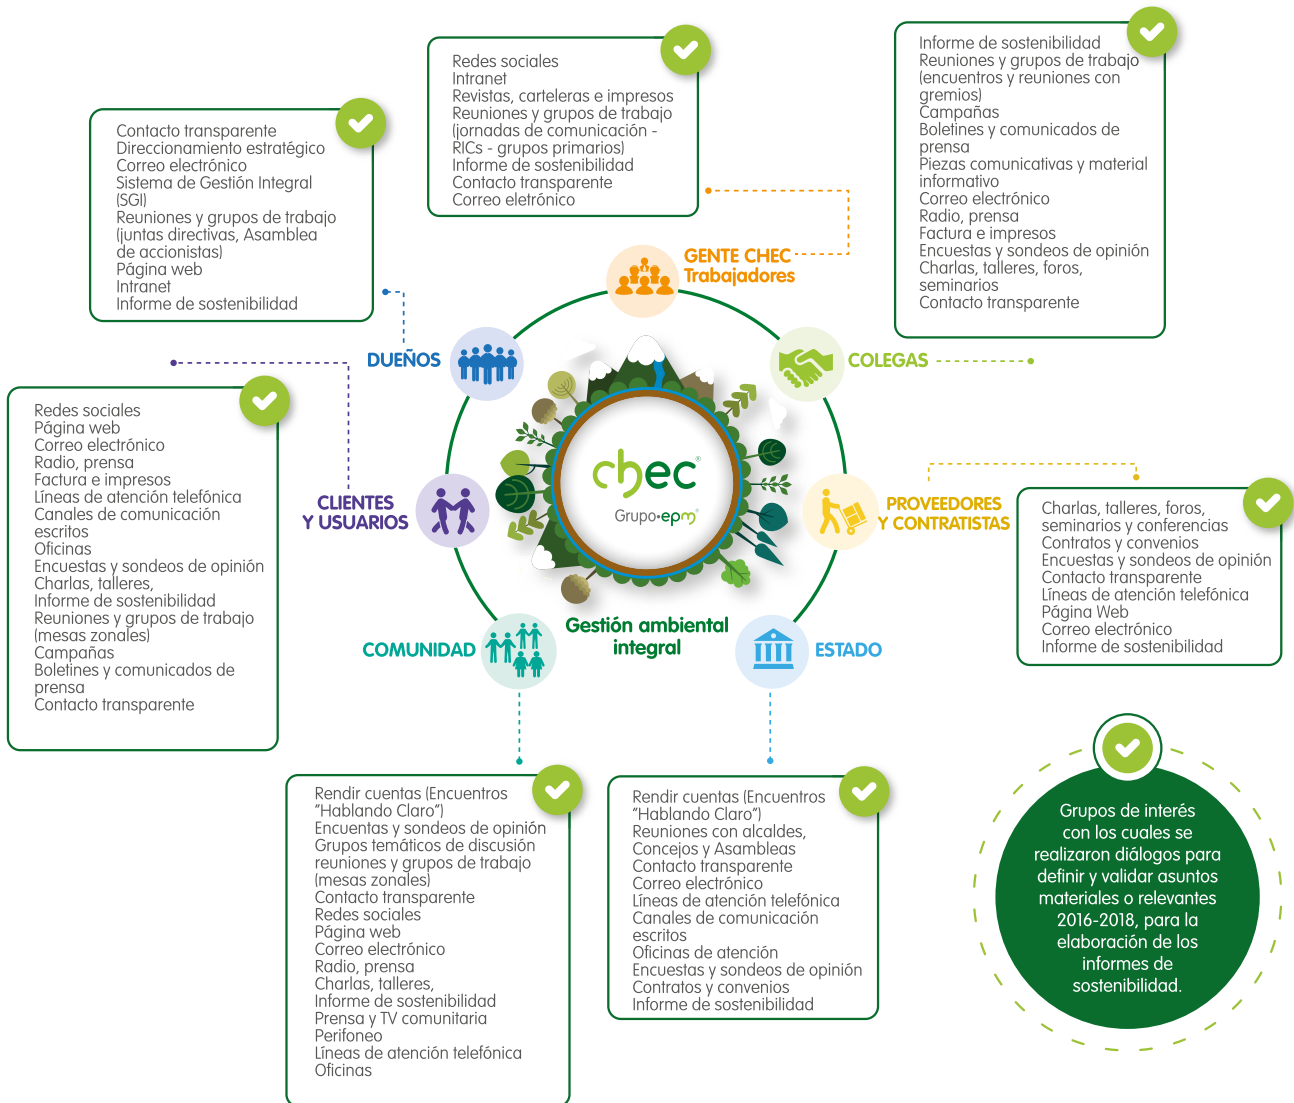 Contacto transparente
Direccionamiento estratégico
Correo electrónico
Sistema de Gestión Integral
(SGI)
Reuniones y grupos de trabajo
(juntas directivas, Asamblea
de accionistas)
Página web
Intranet
Informe de sostenibilidad
Redes sociales
Intranet
Revistas, carteleras e impresos
Reuniones y grupos de trabajo
(jornadas de comunicación -
RICs - grupos primarios)
Informe de sostenibilidad
Contacto transparente
Correo eletrónico
Informe de sostenibilidad
Reuniones y grupos de trabajo
(encuentros y reuniones con
gremios)
Campañas
Boletines y comunicados de
prensa
Piezas comunicativas y material
informativo
Correo electrónico
Radio, prensa
Factura e impresos
Encuestas y sondeos de opinión
Charlas, talleres, foros,
seminarios
Contacto transparente
GENTE CHEC
Trabajadores
DUEÑOS
COLEGAS
Redes sociales
Página web
Correo electrónico
Radio, prensa
Factura e impresos
Líneas de atención telefónica
Canales de comunicación
escritos
Oficinas
Encuestas y sondeos de opinión
Charlas, talleres,
Informe de sostenibilidad
Reuniones y grupos de trabajo
(mesas zonales)
Campañas
Boletines y comunicados de
prensa
Contacto transparente
CLIENTES
Y USUARIOS
chec®
Grupo•epm®
PROVEEDORES
Y CONTRATISTAS
Charlas, talleres, foros,
seminarios y conferencias
Contratos y convenios
Encuestas y sondeos de opinión
Contacto transparente
Líneas de atención telefónica
Página Web
Correo electrónico
Informe de sostenibilidad
COMUNIDAD
Gestión ambiental
integral
ESTADO
Rendir cuentas (Encuentros
"Hablando Claro")
Encuentas y sondeos de opinión
Grupos temáticos de discusión
reuniones y grupos de trabajo
(mesas zonales)
Contacto transparente
Redes sociales
Página web
Correo electrónico
Radio, prensa
Charlas, talleres,
Informe de sostenibilidad
Prensa y TV comunitaria
Perifoneo
Líneas de atención telefónica
Oficinas
Rendir cuentas (Encuentros
"Hablando Claro")
Reuniones con alcaldes,
Concejos y Asambleas
Contacto transparente
Correo electrónico
Líneas de atención telefónica
Canales de comunicación
escritos
Oficinas de atención
Encuestas y sondeos de opinión
Contratos y convenios
Informe de sostenibilidad
Grupos de interés
con los cuales se
realizaron diálogos para
definir y validar asuntos
materiales o relevantes
2016-2018, para la
elaboración de los
informes de
sostenibilidad.